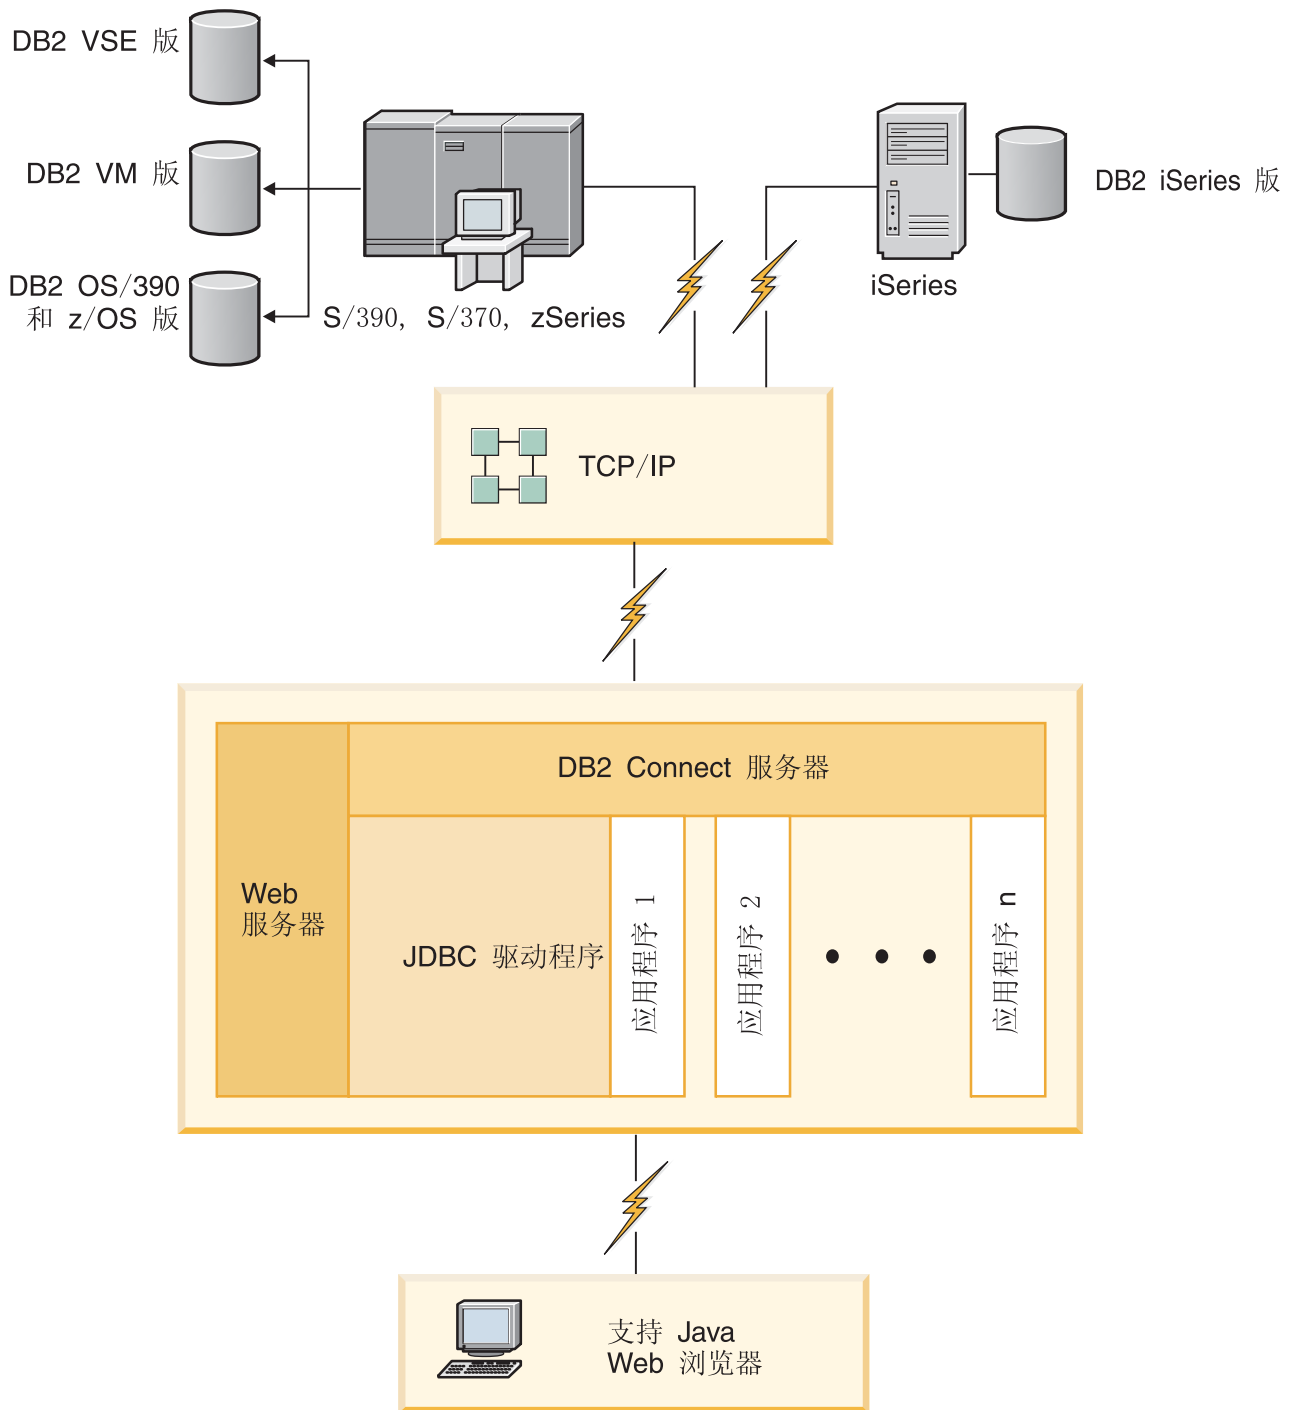 DB2 VSE 版
DB2 VM 版
DB2 OS/390
和 z/OS 版
S/390, S/370, zSeries
iSeries
DB2 iSeries 版
TCP/IP
DB2 Connect 服务器
Web
服务器
JDBC 驱动程序
应用程序 1
应用程序 2
应用程序 n
支持 Java
Web 浏览器